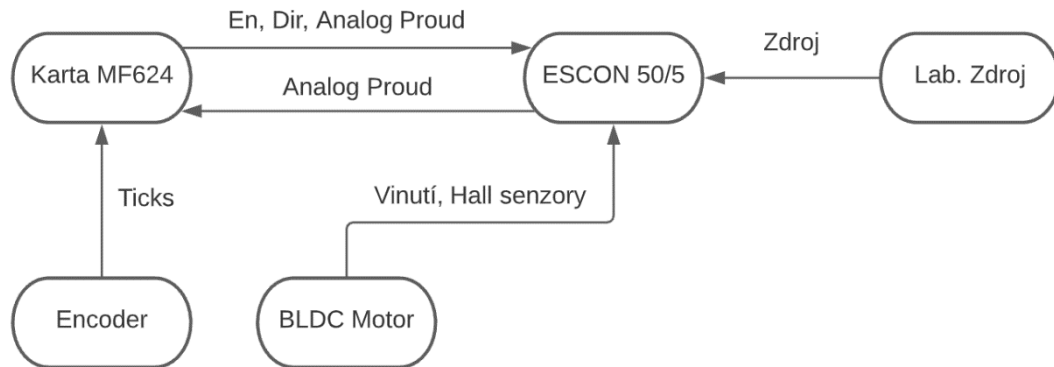 En, Dir, Analog Proud
Karta MF624
Analog Proud
ESCON 50/5
Zdroj
Lab. Zdroj
Ticks
Vinutí, Hall senzory
Encoder
BLDC Motor